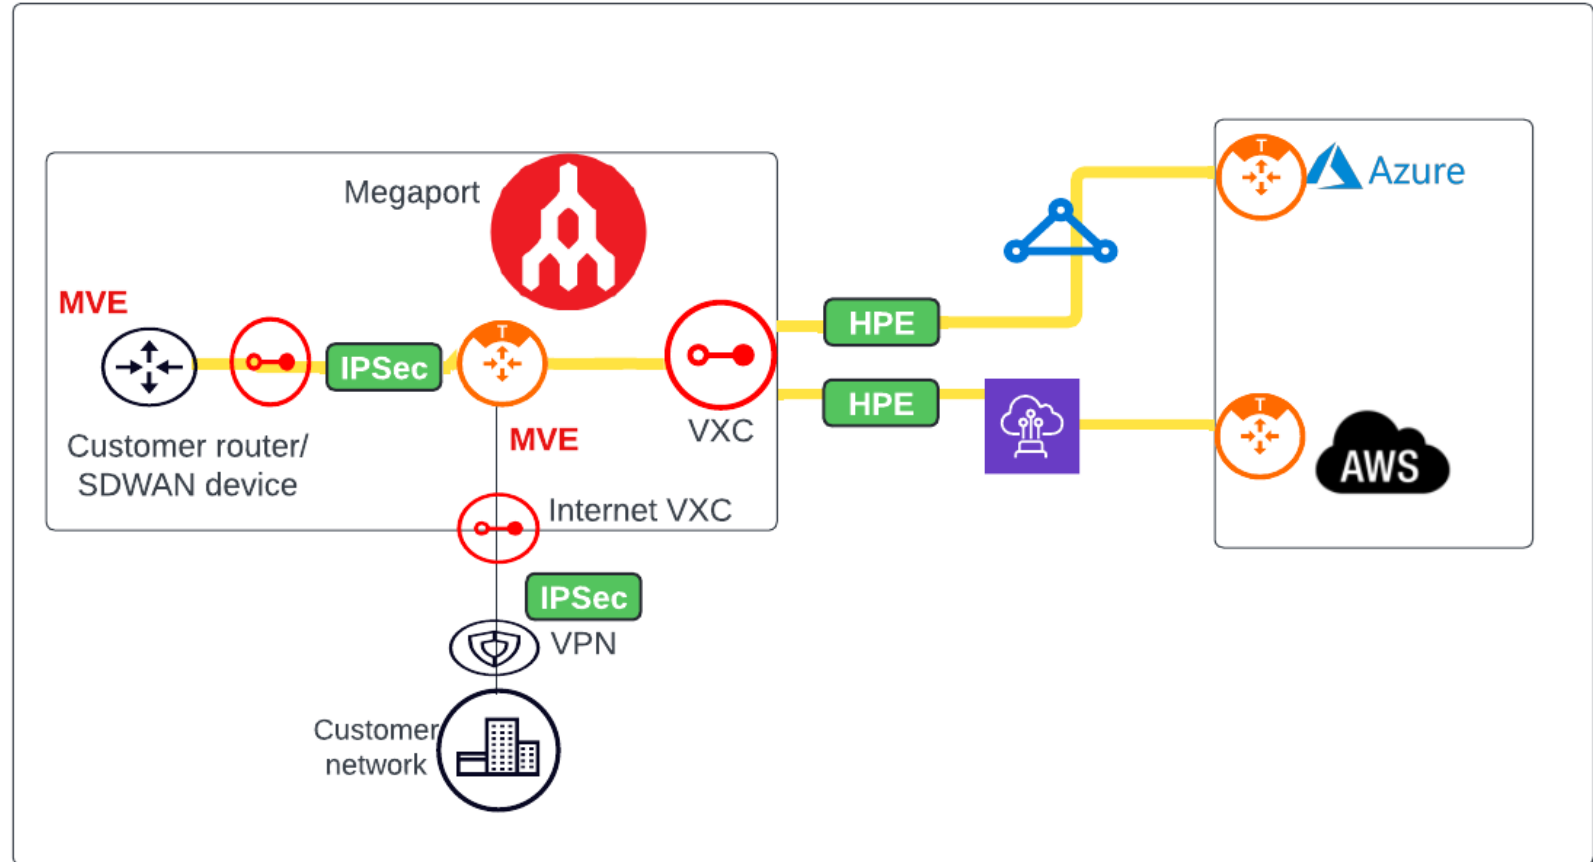 Megaport
T
Azure
MVE
HPE
T
IPSec
HPE
VXC
T
AWS
MVE
Customer router/
SDWAN device
Internet VXC
IPSec
VPN
Customer
network